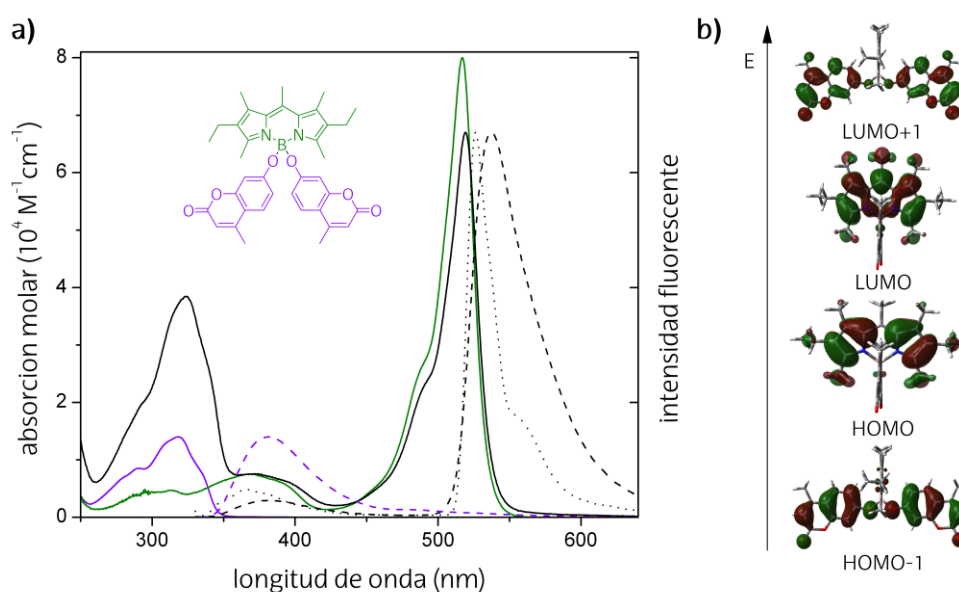 a)
absorcion molar (10⁴ M⁻¹cm⁻¹)
8
6
4
2
0
300
400
500
600
longitud de onda (nm)
intensidad fluorescente
N
N
B
O
O
O
O
O
O
b)
E
LUMO+1
LUMO
HOMO
HOMO-1